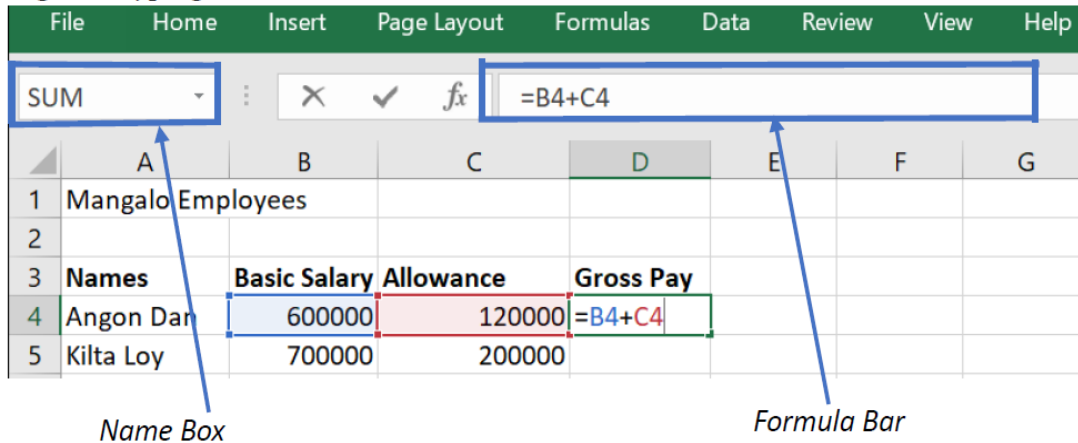 File Home Insert Page Layout Formulas Data Review View Help
SUM fx =B4+C4
A B C D E F G
1 Mangalo Employees
2
3 Names Basic Salary Allowance Gross Pay
4 Angon Dan 600000 120000 =B4+C4
5 Kilta Loy 700000 200000
Name Box Formula Bar